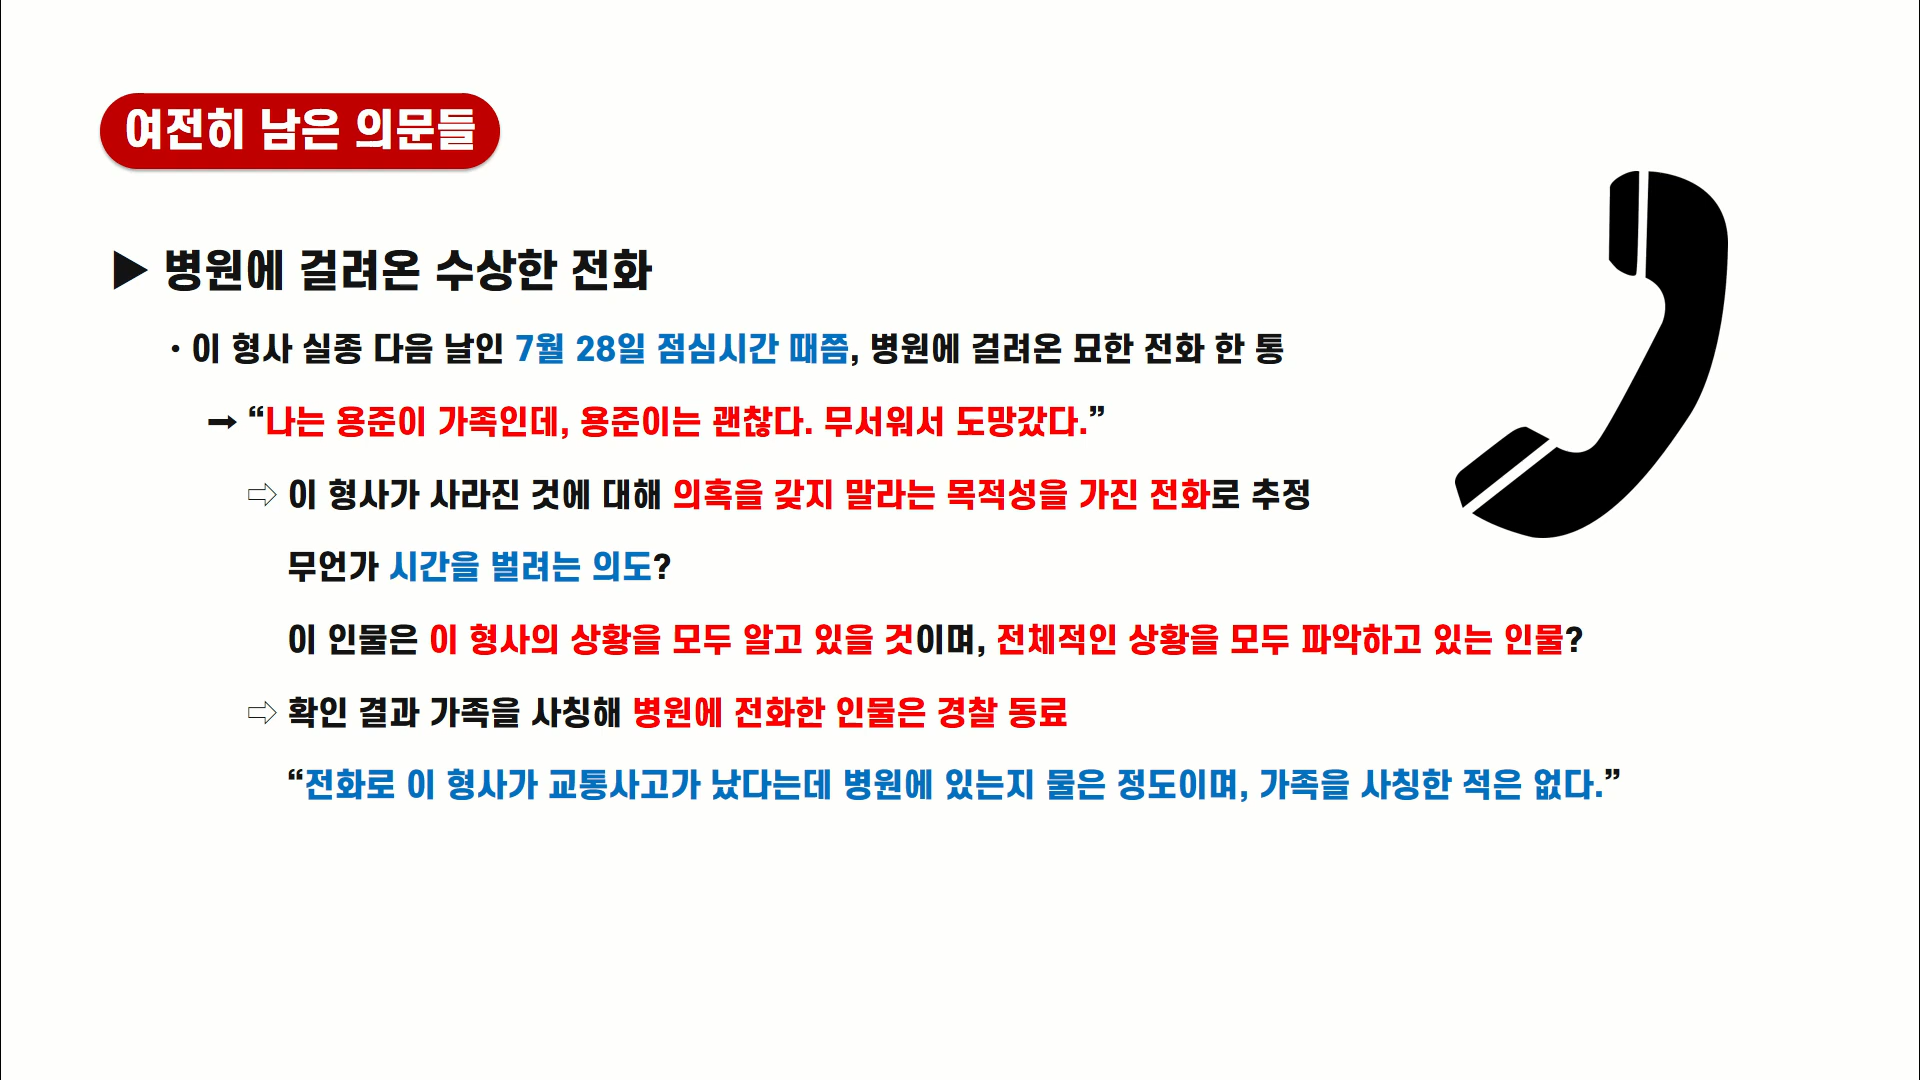 여전히 남은 의문들
▶ 병원에 걸려온 수상한 전화
· 이 형사 실종 다음 날인 7월 28일 점심시간 때쯤, 병원에 걸려온 묘한 전화 한 통
➞ “나는 용준이 가족인데, 용준이는 괜찮다. 무서워서 도망갔다.”
⇨ 이 형사가 사라진 것에 대해 의혹을 갖지 말라는 목적성을 가진 전화로 추정
무언가 시간을 벌려는 의도?
이 인물은 이 형사의 상황을 모두 알고 있을 것이며, 전체적인 상황을 모두 파악하고 있는 인물?
⇨ 확인 결과 가족을 사칭해 병원에 전화한 인물은 경찰 동료
“전화로 이 형사가 교통사고가 났다는데 병원에 있는지 물은 정도이며, 가족을 사칭한 적은 없다.”